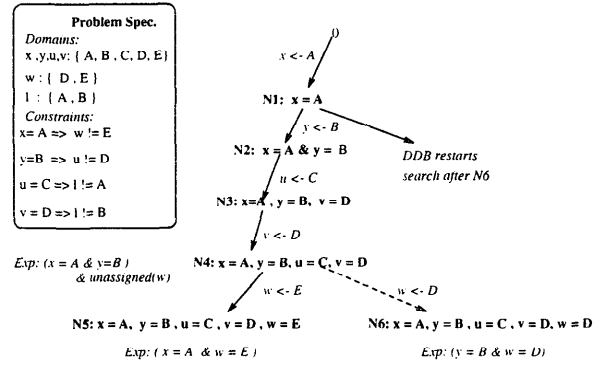 Problem Spec.
Domains:
x ,y,u,v: { A, B , C, D, E}
w : { D , E }
l : { A , B }
Constraints:
x= A => w != E
y=B => u != D
u = C => l != A
v = D => l != B
()
x <- A
N1: x = A
y <- B
N2: x = A & y = B
DDB restarts
search after N6
u <- C
N3: x=A , y = B, v = D
v <- D
Exp: (x = A & y=B )
& unassigned(w)
N4: x = A, y = B, u = C, v = D
w <- E
w <- D
N5: x = A, y = B , u = C , v = D , w = E
N6: x = A, y = B , u = C, v = D, w = D
Exp: ( x = A & w = E )
Exp: (y = B & w = D)